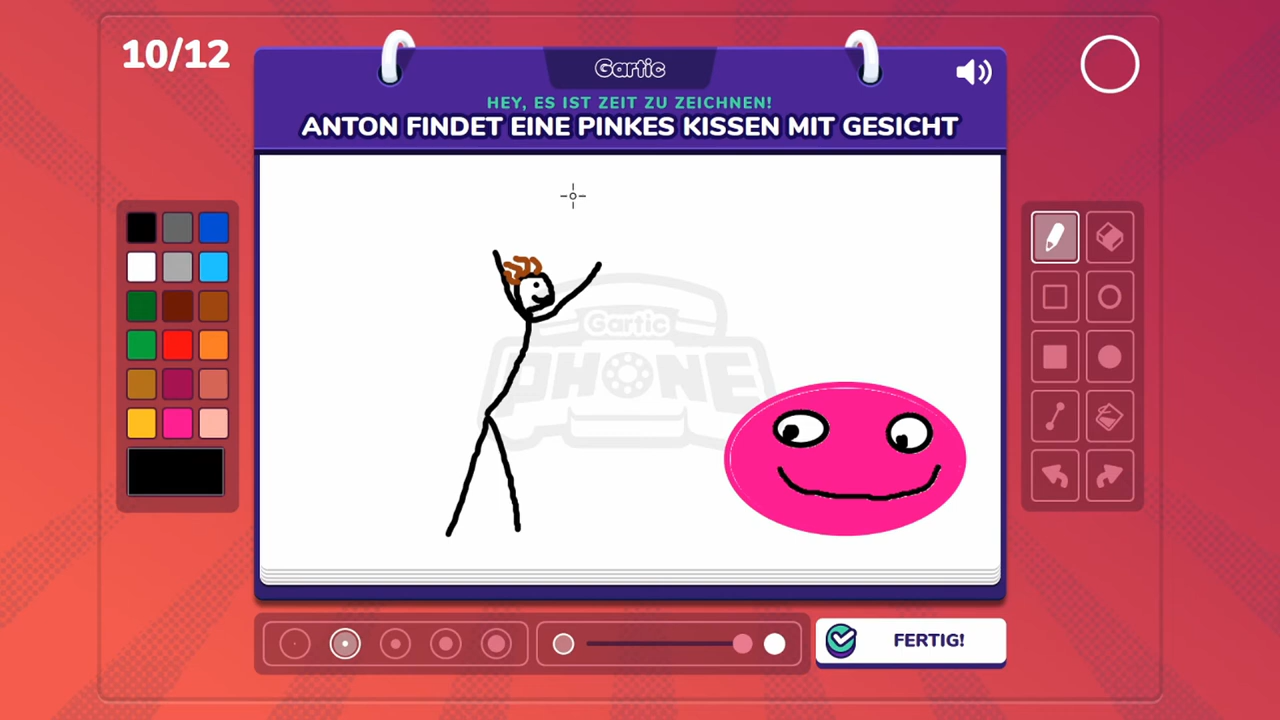 10/12
Gartic
HEY, ES IST ZEIT ZU ZEICHNEN!
ANTON FINDET EINE PINKES KISSEN MIT GESICHT
Gartic
PHONE
FERTIG!